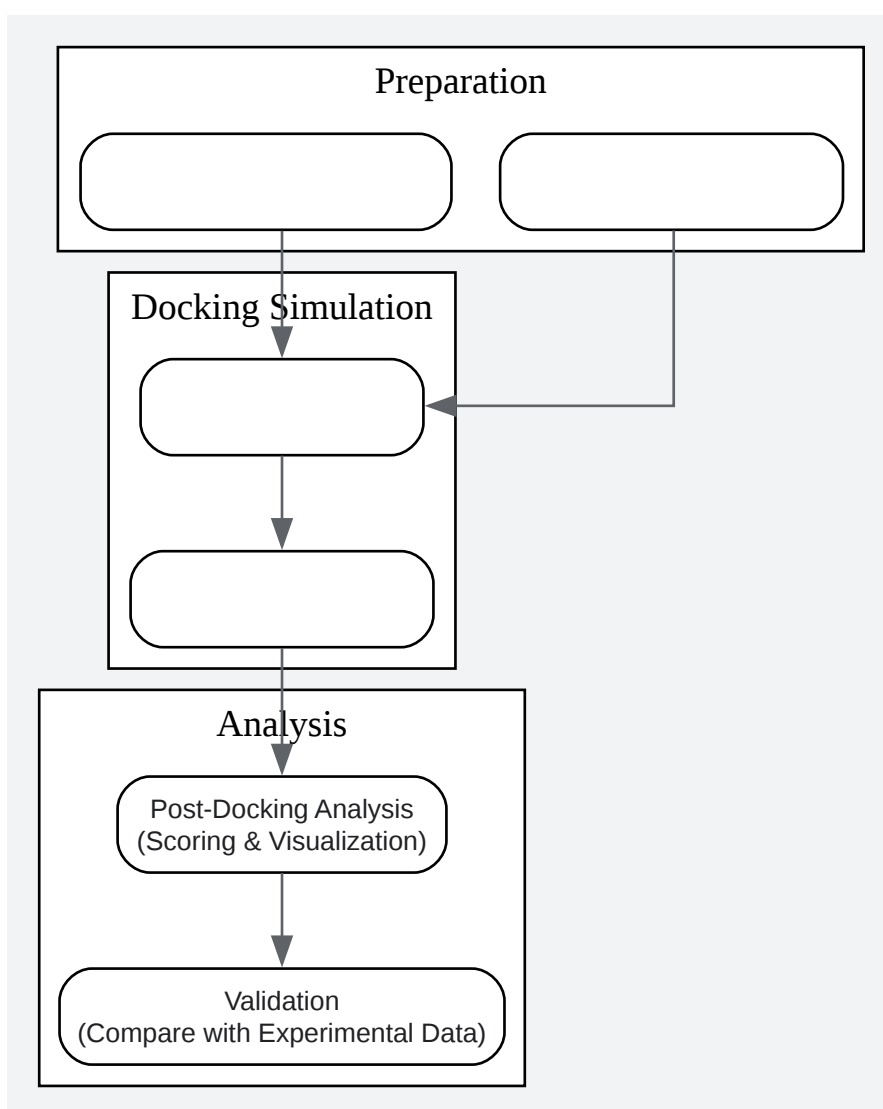 Preparation
Docking Simulation
Analysis
Post-Docking Analysis
(Scoring & Visualization)
Validation
(Compare with Experimental Data)